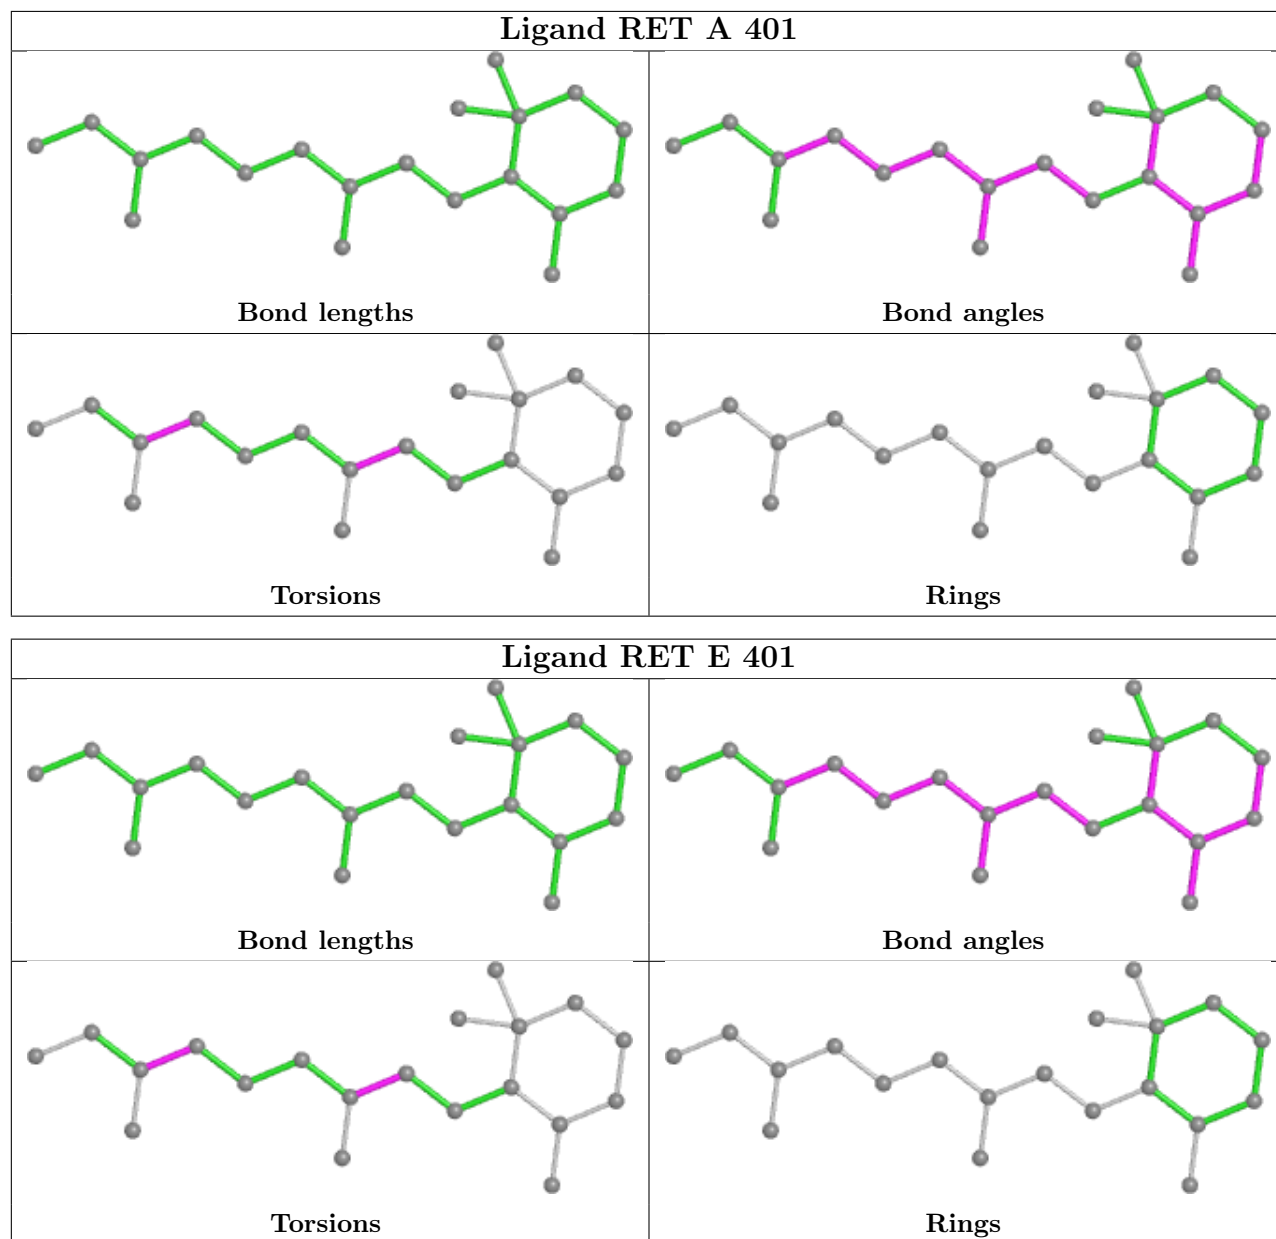 Ligand RET A 401
Bond lengths
Bond angles
Torsions
Rings
Ligand RET E 401
Bond lengths
Bond angles
Torsions
Rings